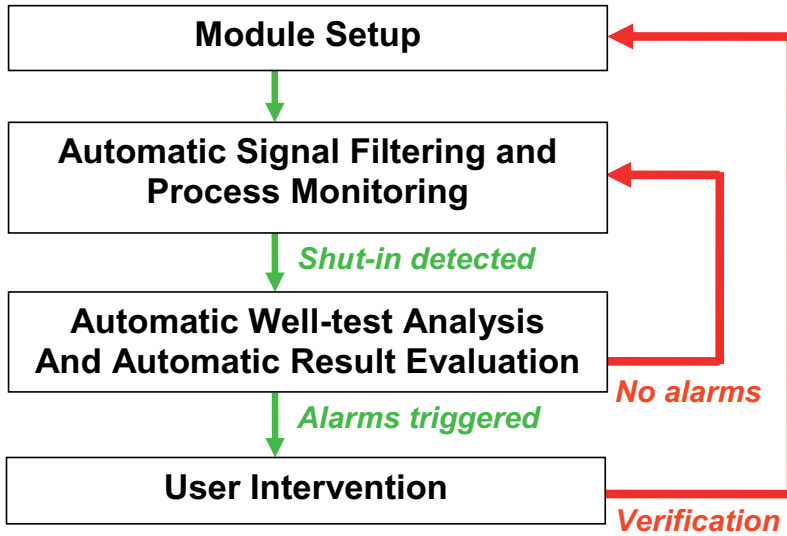 Module Setup
Automatic Signal Filtering and
Process Monitoring
Shut-in detected
Automatic Well-test Analysis
And Automatic Result Evaluation
No alarms
Alarms triggered
User Intervention
Verification